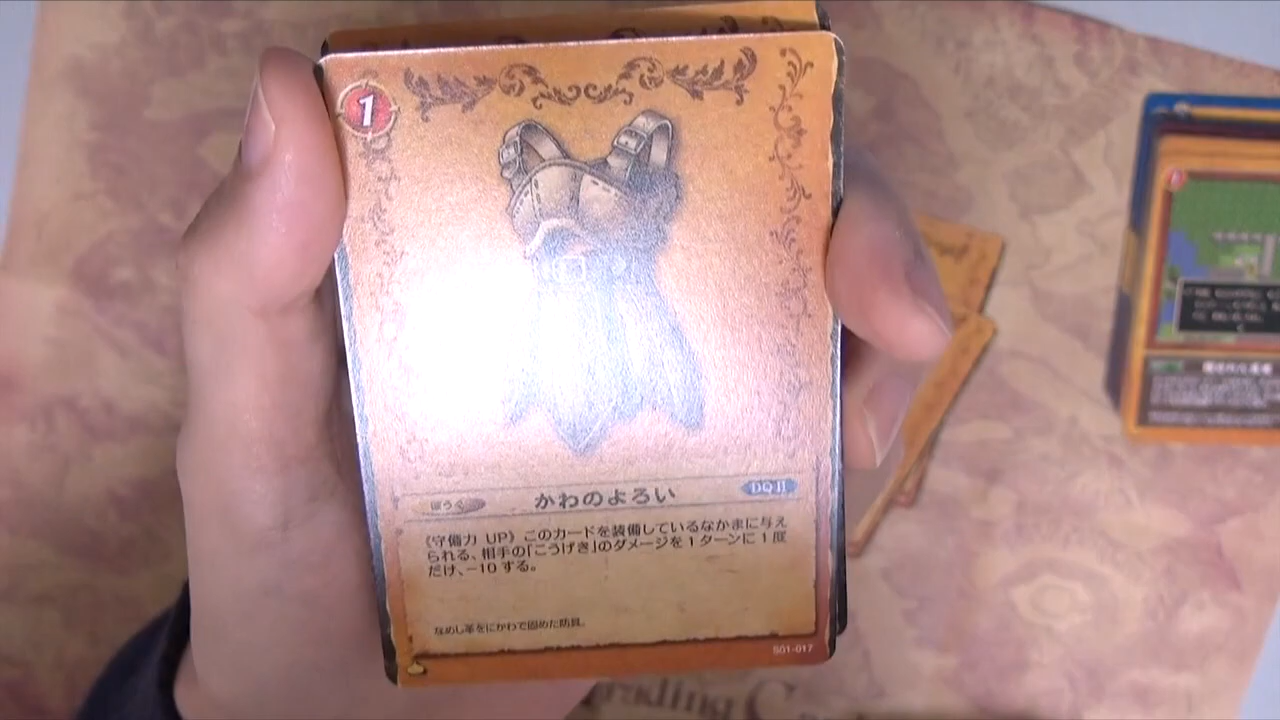 1
ぼうぐ
かわのよろい
DQ II
《守備力 UP》このカードを装備しているなかまに与え
られる、相手の「こうげき」のダメージを1ターンに1度
だけ、−10 する。
なめし革をにかわで固めた防具。
S01-017
Trading